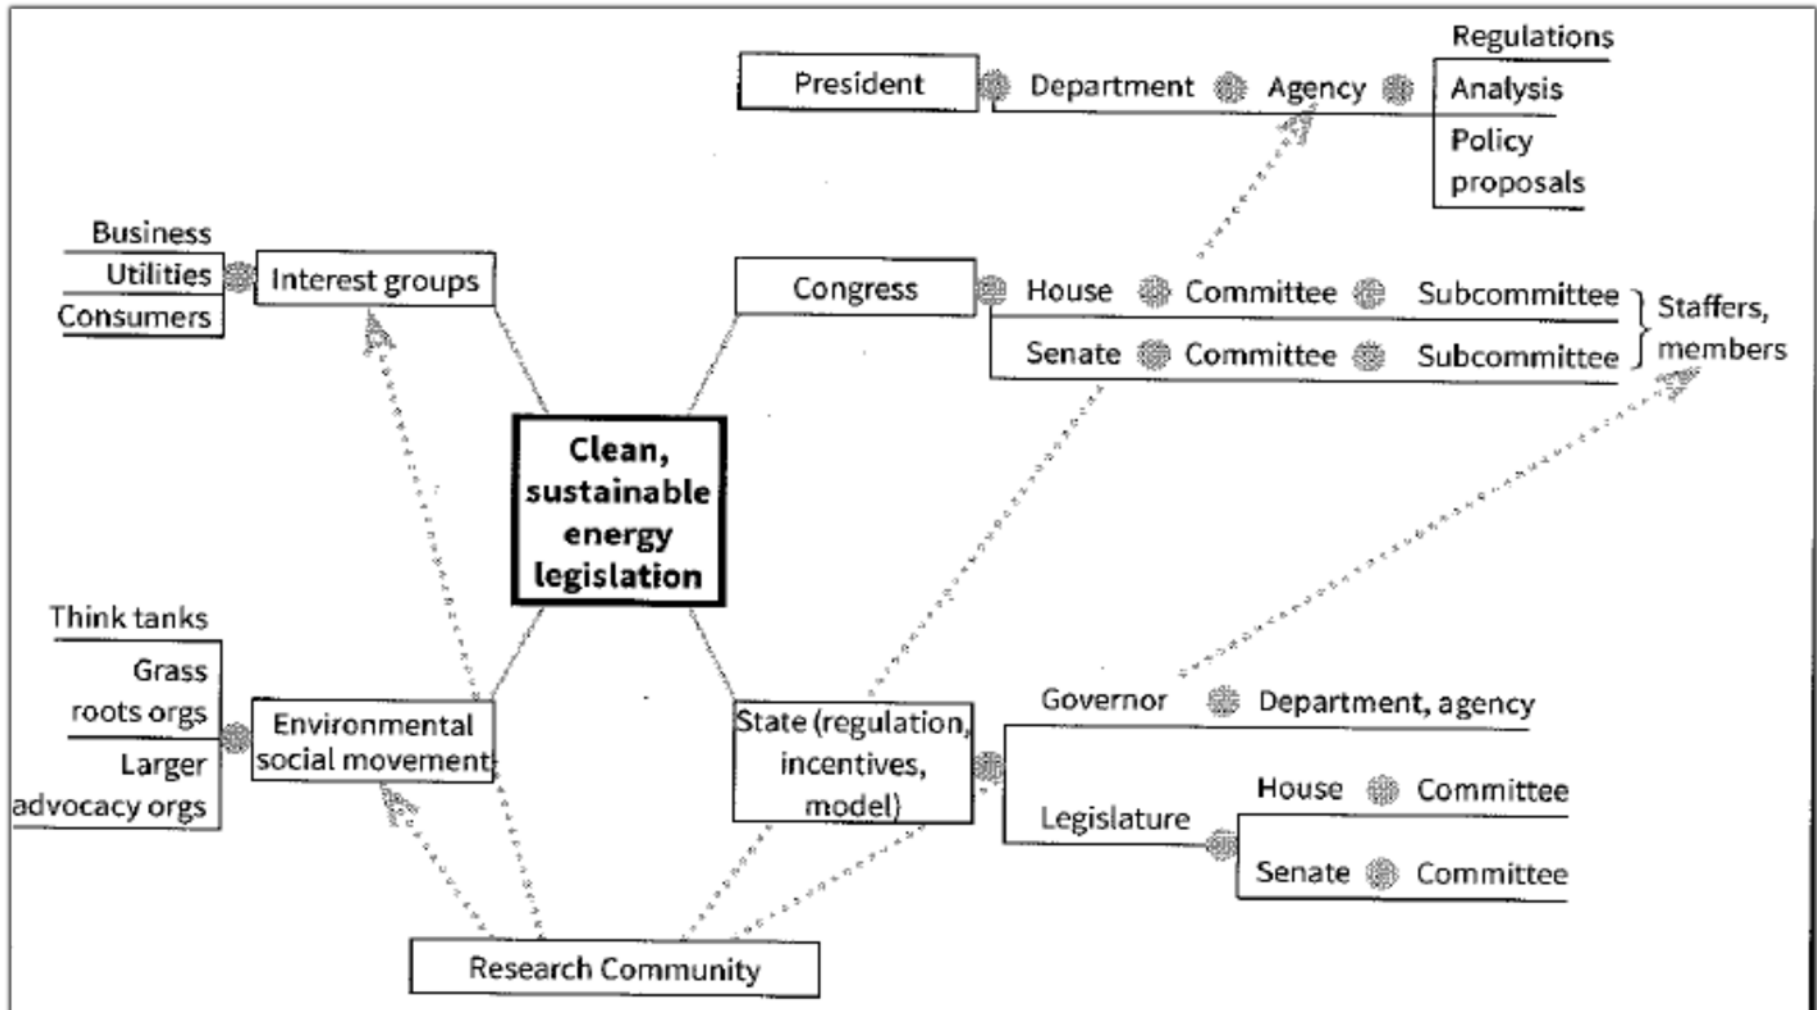 Regulations
President
Department
Agency
Analysis
Policy
proposals
Business
Utilities
Consumers
Interest groups
Congress
House
Committee
Subcommittee
Senate
Committee
Subcommittee
Staffers,
members
Clean,
sustainable
energy
legislation
Think tanks
Grass
roots orgs
Larger
advocacy orgs
Environmental
social movement
State (regulation,
incentives,
model)
Governor
Department, agency
Legislature
House
Committee
Senate
Committee
Research Community